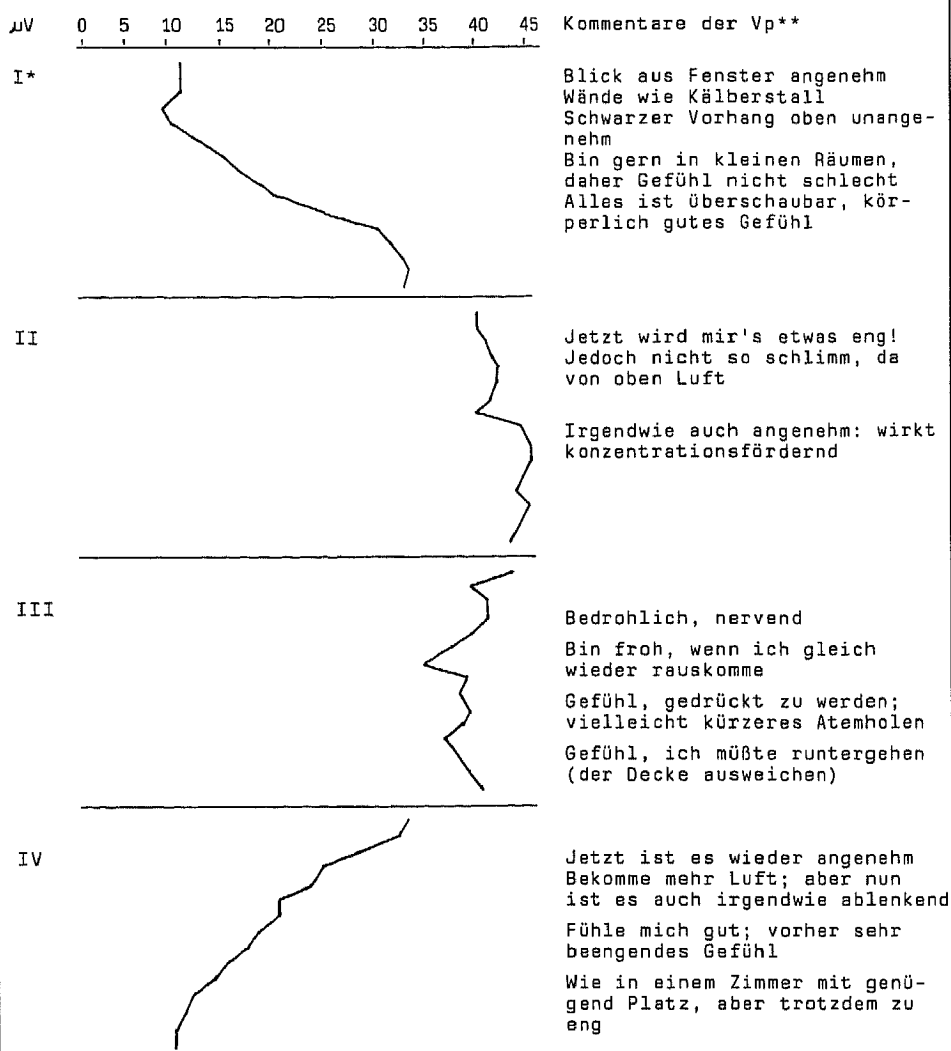 µV 0 5 10 15 20 25 30 35 40 45 Kommentare der Vp**
I* Blick aus Fenster angenehm
Wände wie Kälberstall
Schwarzer Vorhang oben unange-
nehm
Bin gern in kleinen Räumen,
daher Gefühl nicht schlecht
Alles ist überschaubar, kör-
perlich gutes Gefühl
II Jetzt wird mir's etwas eng!
Jedoch nicht so schlimm, da
von oben Luft
Irgendwie auch angenehm: wirkt
konzentrationsfördernd
III Bedrohlich, nervend
Bin froh, wenn ich gleich
wieder rauskomme
Gefühl, gedrückt zu werden;
vielleicht kürzeres Atemholen
Gefühl, ich müßte runtergehen
(der Decke ausweichen)
IV Jetzt ist es wieder angenehm
Bekomme mehr Luft; aber nun
ist es auch irgendwie ablenkend
Fühle mich gut; vorher sehr
beengendes Gefühl
Wie in einem Zimmer mit genü-
gend Platz, aber trotzdem zu
eng